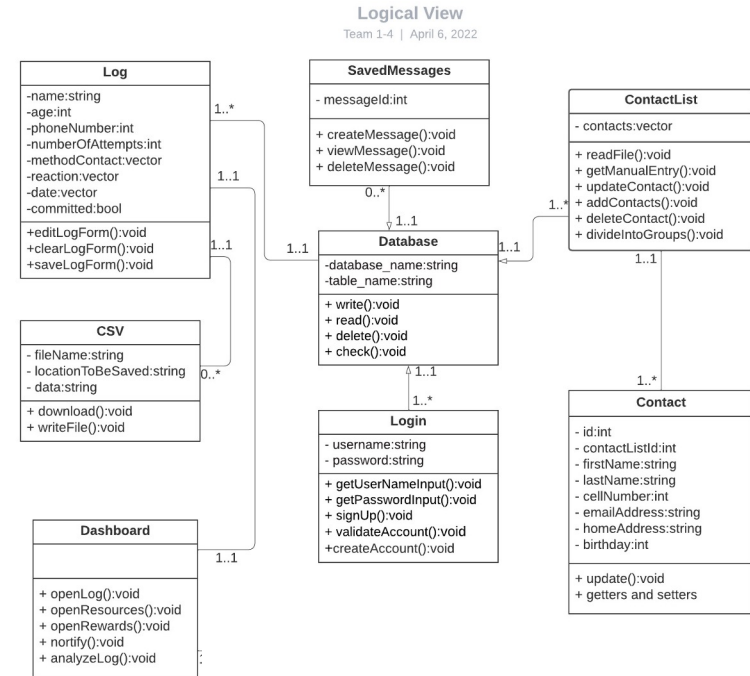 Logical View
Team 1-4 | April 6, 2022
Log
-name:string
-age:int
-phoneNumber:int
-numberOfAttempts:int
-methodContact:vector
-reaction:vector
-date:vector
-committed:bool
+editLogForm():void
+clearLogForm():void
+saveLogForm():void
1..*
1..1
1..1
1..1
SavedMessages
- messageId:int
+ createMessage():void
+ viewMessage():void
+ deleteMessage():void
0..*
1..1
ContactList
- contacts:vector
+ readFile():void
+ getManualEntry():void
+ updateContact():void
+ addContacts():void
+ deleteContact():void
+ divideIntoGroups():void
1..*
1..1
1..1
1..*
Database
-database_name:string
-table_name:string
+ write():void
+ read():void
+ delete():void
+ check():void
1..1
1..*
CSV
- fileName:string
- locationToBeSaved:string
- data:string
+ download():void
+ writeFile():void
0..*
Login
- username:string
- password:string
+ getUserNameInput():void
+ getPasswordInput():void
+ signUp():void
+ validateAccount():void
+createAccount():void
Contact
- id:int
- contactListId:int
- firstName:string
- lastName:string
- cellNumber:int
- emailAddress:string
- homeAddress:string
- birthday:int
+ update():void
+ getters and setters
Dashboard
+ openLog():void
+ openResources():void
+ openRewards():void
+ nortify():void
+ analyzeLog():void
1..1